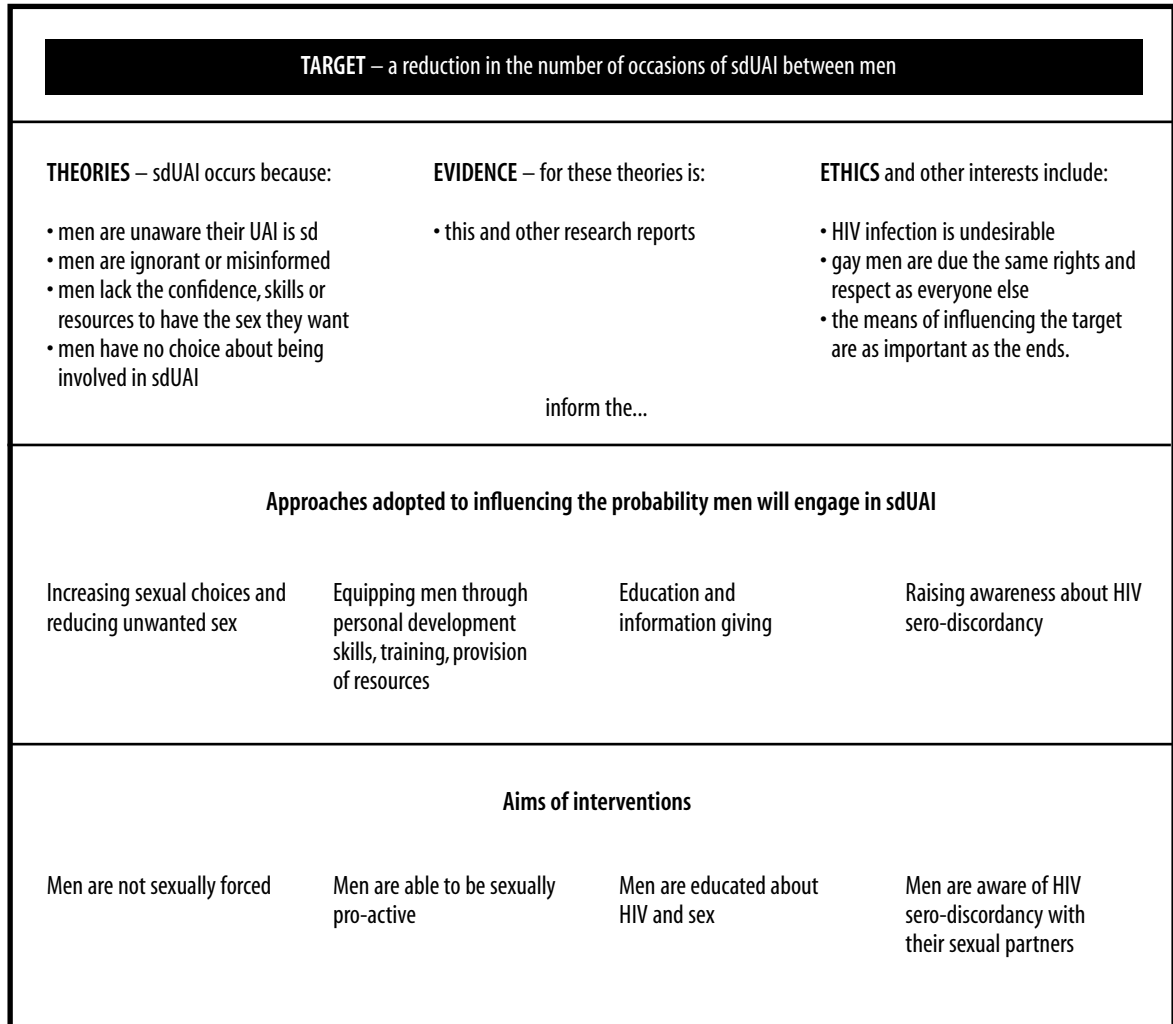 TARGET – a reduction in the number of occasions of sdUAI between men
THEORIES – sdUAI occurs because:
• men are unaware their UAI is sd
• men are ignorant or misinformed
• men lack the confidence, skills or
resources to have the sex they want
• men have no choice about being
involved in sdUAI
EVIDENCE – for these theories is:
• this and other research reports
ETHICS and other interests include:
• HIV infection is undesirable
• gay men are due the same rights and
respect as everyone else
• the means of influencing the target
are as important as the ends.
inform the...
Approaches adopted to influencing the probability men will engage in sdUAI
Increasing sexual choices and
reducing unwanted sex
Equipping men through
personal development
skills, training, provision
of resources
Education and
information giving
Raising awareness about HIV
sero-discordancy
Aims of interventions
Men are not sexually forced
Men are able to be sexually
pro-active
Men are educated about
HIV and sex
Men are aware of HIV
sero-discordancy with
their sexual partners